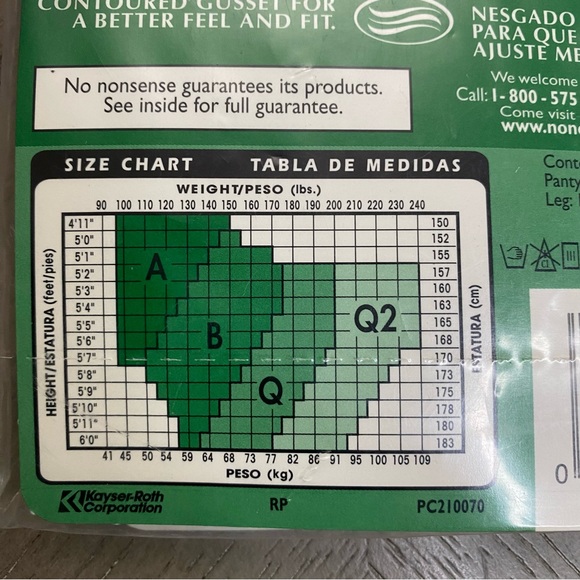 CONTOURED GUSSET FOR
A BETTER FEEL AND FIT.
NESGADO
PARA QUE
AJUSTE ME
No nonsense guarantees its products.
See inside for full guarantee.
We welcome
Call: 1-800-575
Come visit
www.non
SIZE CHART TABLA DE MEDIDAS
WEIGHT/PESO (lbs.)
90 100 110 120 130 140 150 160 170 180 190 200 210 220 230 240
HEIGHT/ESTATURA (feet/pies)
4'11" 150
5'0" 152
5'1" 155
5'2" 157
5'3" 160
5'4" 163
5'5" 165
5'6" 168
5'7" 170
5'8" 173
5'9" 175
5'10" 178
5'11" 180
6'0" 183
A
B
Q
Q2
ESTATURA (cm)
41 45 50 54 59 64 68 73 77 82 86 91 95 100 105 109
PESO (kg)
Cont
Panty
Leg:
Kayser-Roth
Corporation
RP
PC210070
0